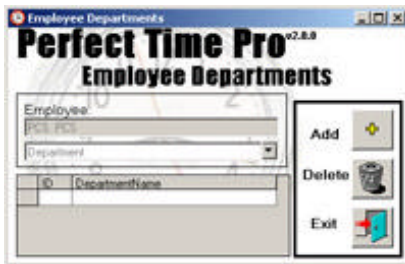 Employee Departments
Perfect Time Pro v2.8.0
Employee Departments
Employee:
PCS, PCS
Department
ID DepartmentName
Add
Delete
Exit